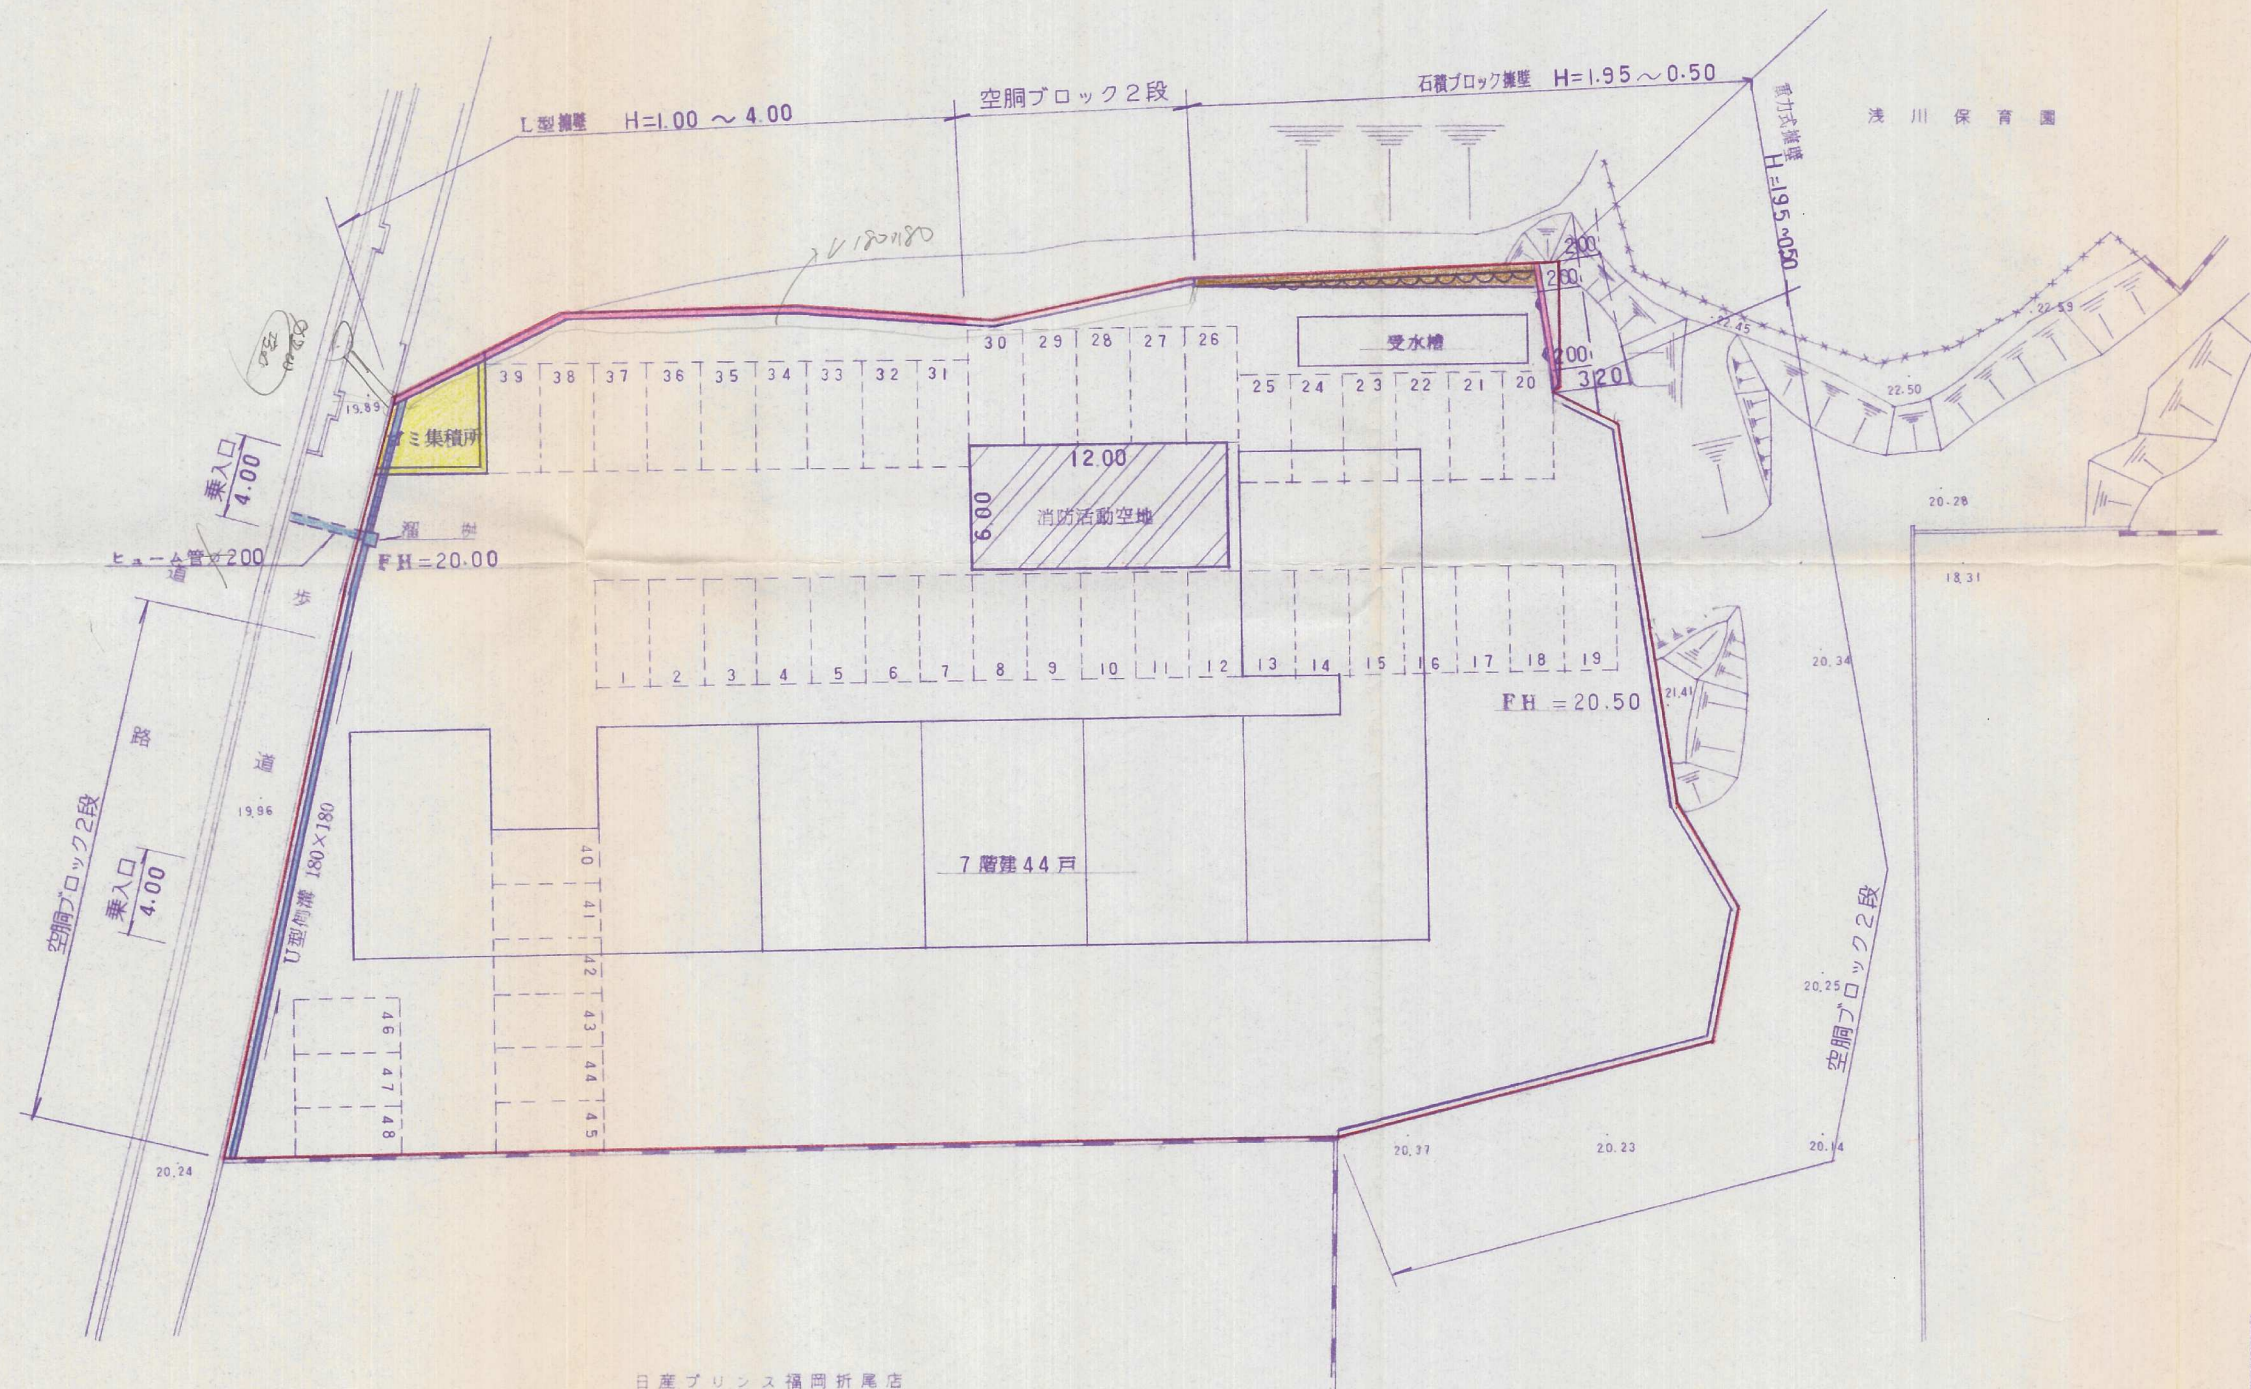 L型擁壁 H=1.00 ～ 4.00
空胴ブロック2段
石積ブロック擁壁 H=1.95～0.50
重力式擁壁 H=1.95～0.50
浅川保育園
V180×180
200
200
200
320
22.45
22.59
22.50
20.28
18.31
20.34
21.41
20.25
20.37
20.23
20.14
20.24
19.96
19.89
受水槽
30 29 28 27 26
39 38 37 36 35 34 33 32 31
25 24 23 22 21 20
ゴミ集積所
乗入口
4.00
12.00
6.00
消防活動空地
ヒューム管 φ200
溜桝
FH=20.00
道路
歩道
1 2 3 4 5 6 7 8 9 10 11 12 13 14 15 16 17 18 19
FH=20.50
空胴ブロック2段
乗入口
4.00
U型側溝 180×180
7階建44戸
40
41
42
43
44
45
46
47
48
空胴ブロック2段
日産プリンス福岡折尾店